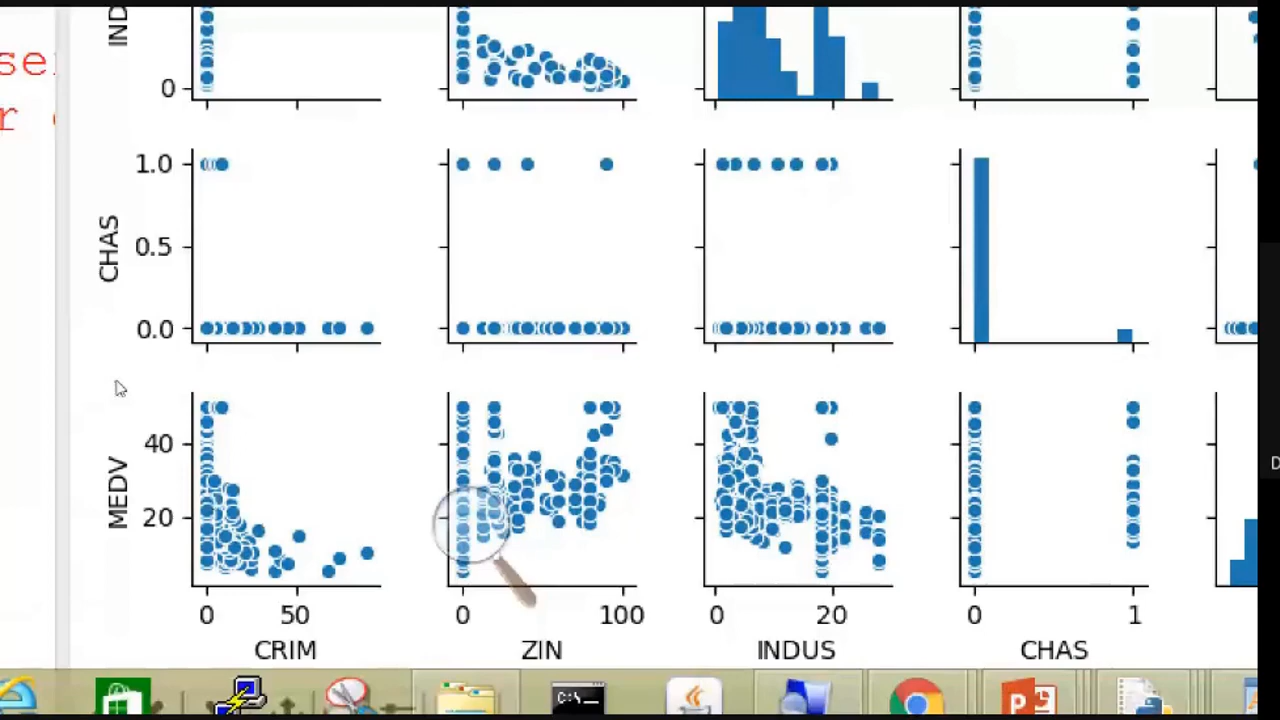 IND
se
r
0
1.0
CHAS
0.5
0.0
MEDV
40
20
0 50 0 100 0 20 0 1
CRIM ZIN INDUS CHAS
C:\_